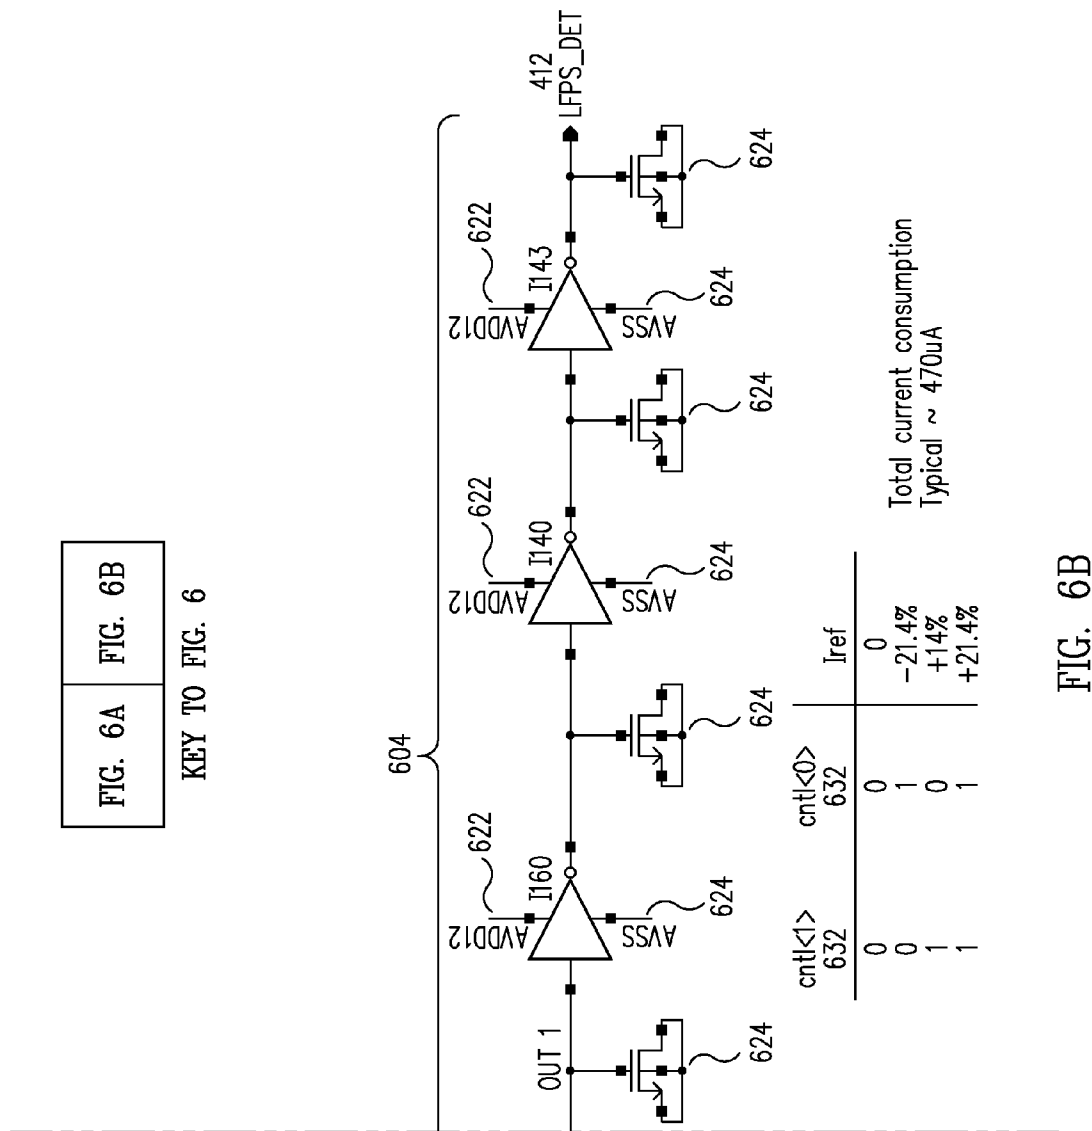 FIG. 6A FIG. 6B
KEY TO FIG. 6
604
412
LFPS_DET
622
622
622
AVDD12
I160
AVDD12
I140
AVDD12
I143
OUT 1
AVSS
624
AVSS
624
AVSS
624
624
624
624
624
cntl<1> cntl<0>
632 632 Iref
0 0 0
0 1 -21.4%
1 0 +14%
1 1 +21.4%
Total current consumption
Typical ~ 470uA
FIG. 6B